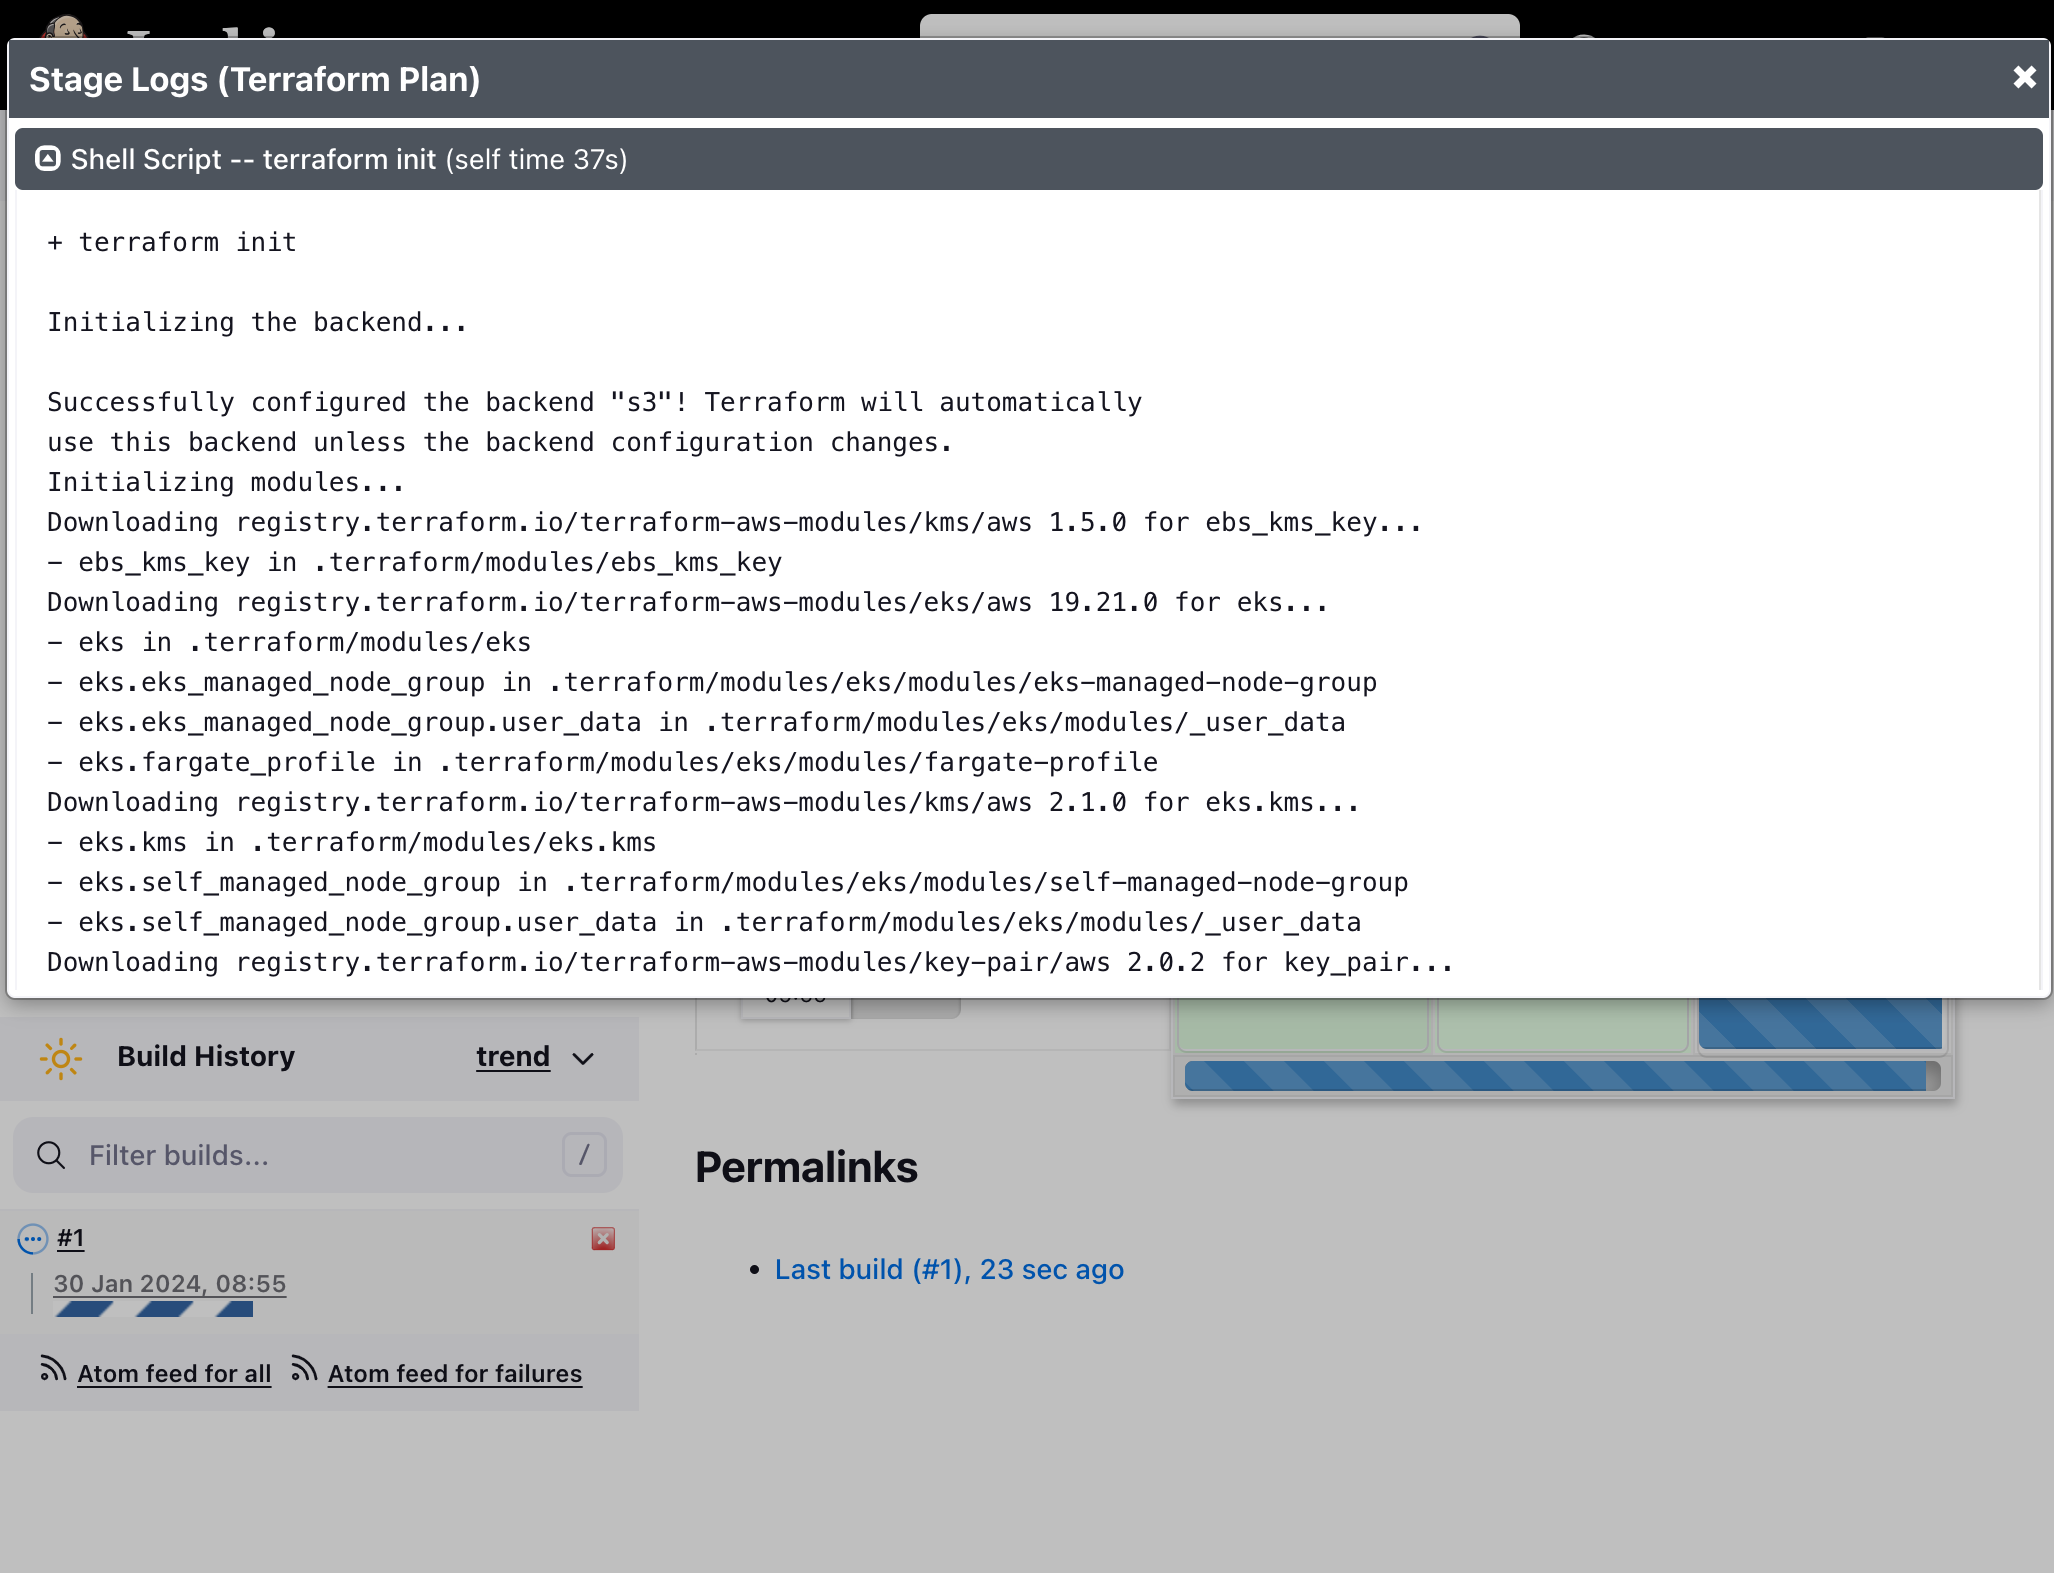 Stage Logs (Terraform Plan)
Shell Script -- terraform init (self time 37s)
+ terraform init
Initializing the backend...
Successfully configured the backend "s3"! Terraform will automatically
use this backend unless the backend configuration changes.
Initializing modules...
Downloading registry.terraform.io/terraform-aws-modules/kms/aws 1.5.0 for ebs_kms_key...
- ebs_kms_key in .terraform/modules/ebs_kms_key
Downloading registry.terraform.io/terraform-aws-modules/eks/aws 19.21.0 for eks...
- eks in .terraform/modules/eks
- eks.eks_managed_node_group in .terraform/modules/eks/modules/eks-managed-node-group
- eks.eks_managed_node_group.user_data in .terraform/modules/eks/modules/_user_data
- eks.fargate_profile in .terraform/modules/eks/modules/fargate-profile
Downloading registry.terraform.io/terraform-aws-modules/kms/aws 2.1.0 for eks.kms...
- eks.kms in .terraform/modules/eks.kms
- eks.self_managed_node_group in .terraform/modules/eks/modules/self-managed-node-group
- eks.self_managed_node_group.user_data in .terraform/modules/eks/modules/_user_data
Downloading registry.terraform.io/terraform-aws-modules/key-pair/aws 2.0.2 for key_pair...
Build History
trend
Filter builds...
/
#1
30 Jan 2024, 08:55
Atom feed for all
Atom feed for failures
Permalinks
• Last build (#1), 23 sec ago